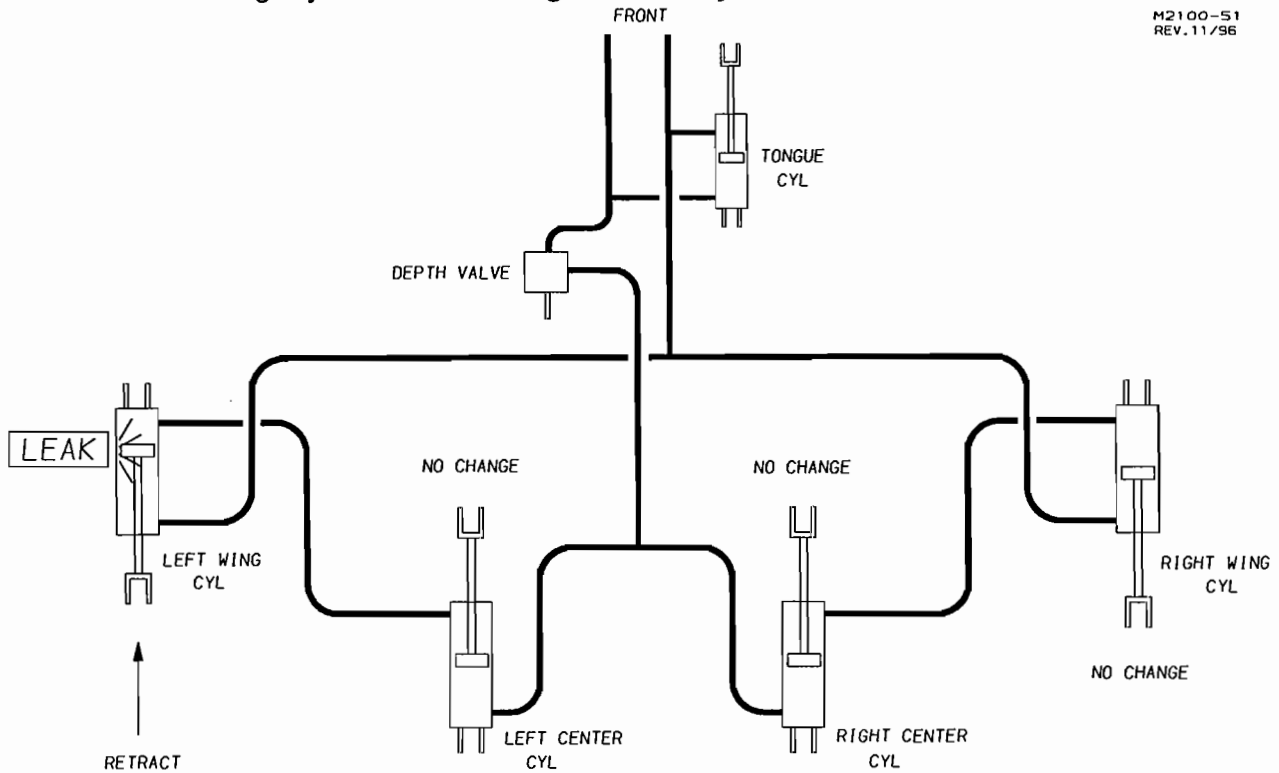 FRONT
M2100-51
REV.11/96
TONGUE
CYL
DEPTH VALVE
LEAK
NO CHANGE
NO CHANGE
LEFT WING
CYL
RIGHT WING
CYL
NO CHANGE
LEFT CENTER
CYL
RIGHT CENTER
CYL
RETRACT